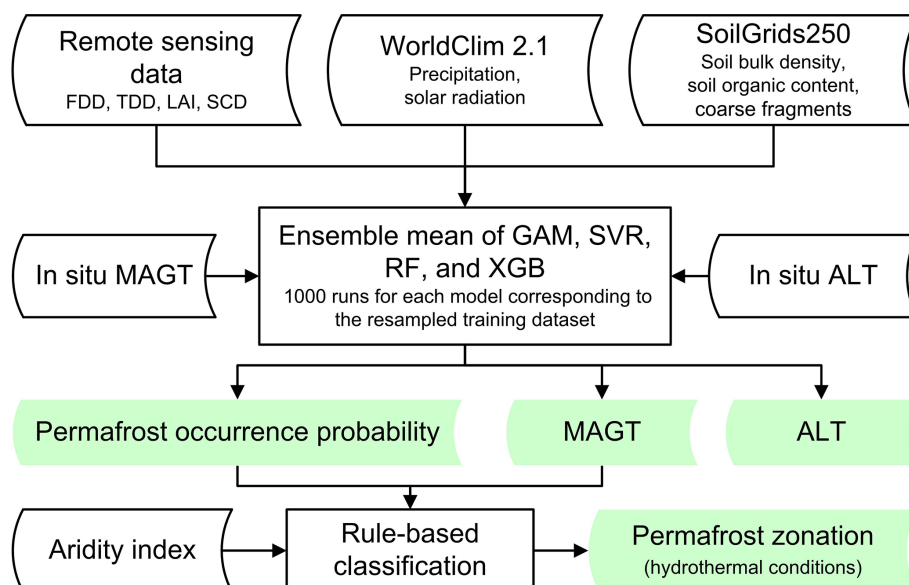 Remote sensing
data
FDD, TDD, LAI, SCD
WorldClim 2.1
Precipitation,
solar radiation
SoilGrids250
Soil bulk density,
soil organic content,
coarse fragments
In situ MAGT
Ensemble mean of GAM, SVR,
RF, and XGB
1000 runs for each model corresponding to
the resampled training dataset
In situ ALT
Permafrost occurrence probability
MAGT
ALT
Aridity index
Rule-based
classification
Permafrost zonation
(hydrothermal conditions)